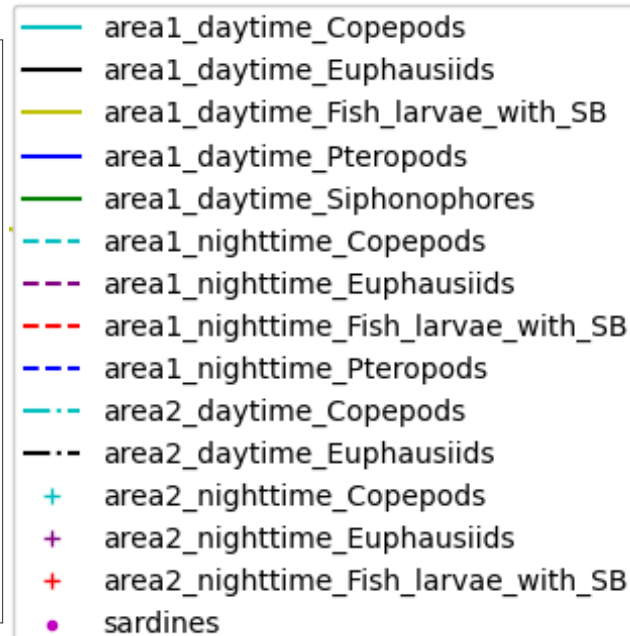 area1_daytime_Copepods
area1_daytime_Euphausiids
area1_daytime_Fish_larvae_with_SB
area1_daytime_Pteropods
area1_daytime_Siphonophores
area1_nighttime_Copepods
area1_nighttime_Euphausiids
area1_nighttime_Fish_larvae_with_SB
area1_nighttime_Pteropods
area2_daytime_Copepods
area2_daytime_Euphausiids
area2_nighttime_Copepods
area2_nighttime_Euphausiids
area2_nighttime_Fish_larvae_with_SB
sardines